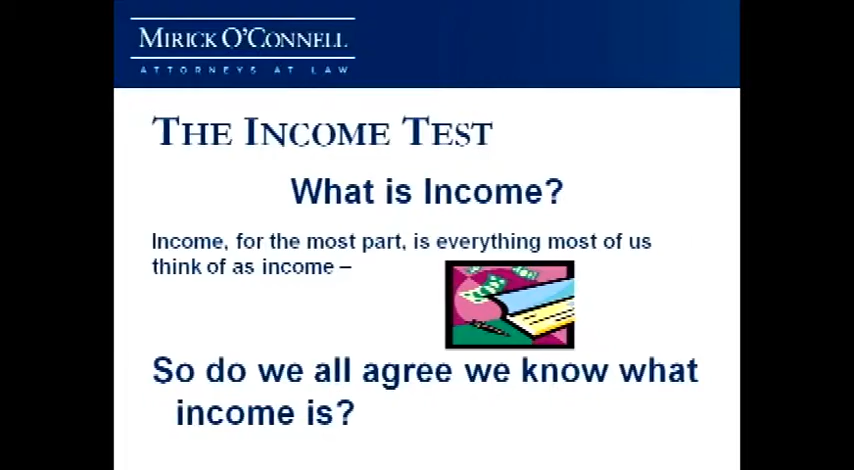 MIRICK O'CONNELL
ATTORNEYS AT LAW
THE INCOME TEST
What is Income?
Income, for the most part, is everything most of us
think of as income –
So do we all agree we know what
income is?